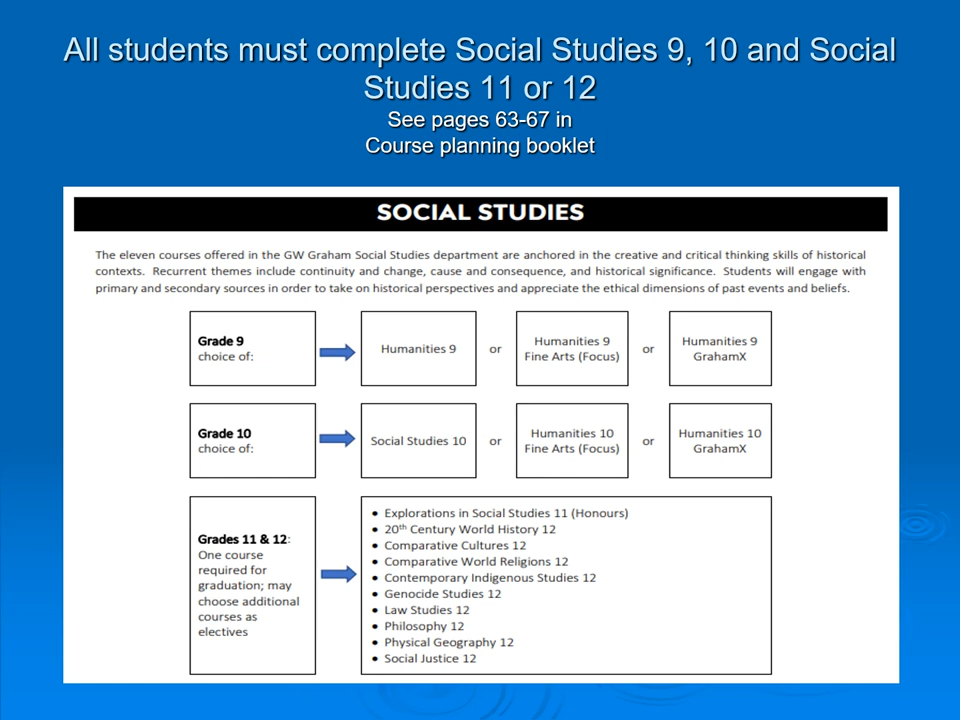 All students must complete Social Studies 9, 10 and Social
Studies 11 or 12
See pages 63-67 in
Course planning booklet
SOCIAL STUDIES
The eleven courses offered in the GW Graham Social Studies department are anchored in the creative and critical thinking skills of historical
contexts. Recurrent themes include continuity and change, cause and consequence, and historical significance. Students will engage with
primary and secondary sources in order to take on historical perspectives and appreciate the ethical dimensions of past events and beliefs.
Grade 9
choice of:
Humanities 9
or
Humanities 9
Fine Arts (Focus)
or
Humanities 9
GrahamX
Grade 10
choice of:
Social Studies 10
or
Humanities 10
Fine Arts (Focus)
or
Humanities 10
GrahamX
Grades 11 & 12:
One course
required for
graduation; may
choose additional
courses as
electives
• Explorations in Social Studies 11 (Honours)
• 20th Century World History 12
• Comparative Cultures 12
• Comparative World Religions 12
• Contemporary Indigenous Studies 12
• Genocide Studies 12
• Law Studies 12
• Philosophy 12
• Physical Geography 12
• Social Justice 12